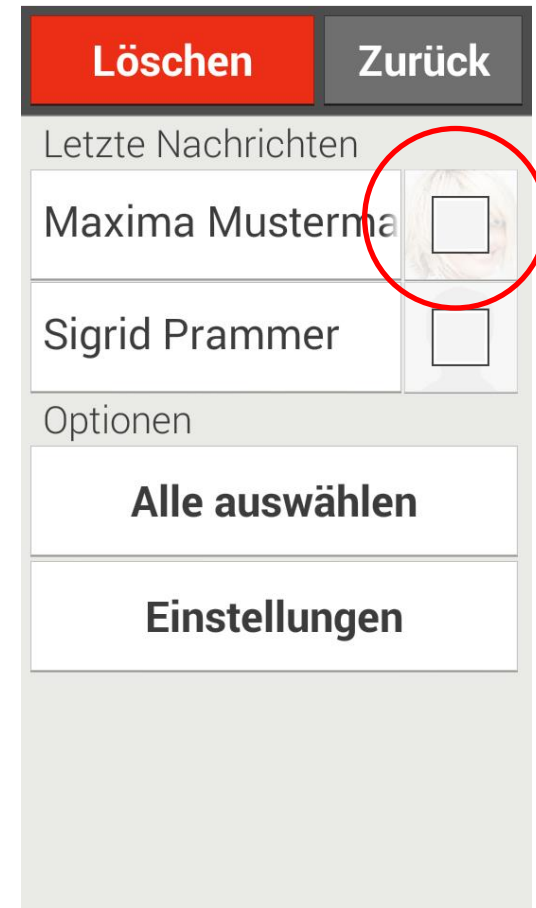 Löschen Zurück
Letzte Nachrichten
Maxima Musterma
Sigrid Prammer
Optionen
Alle auswählen
Einstellungen